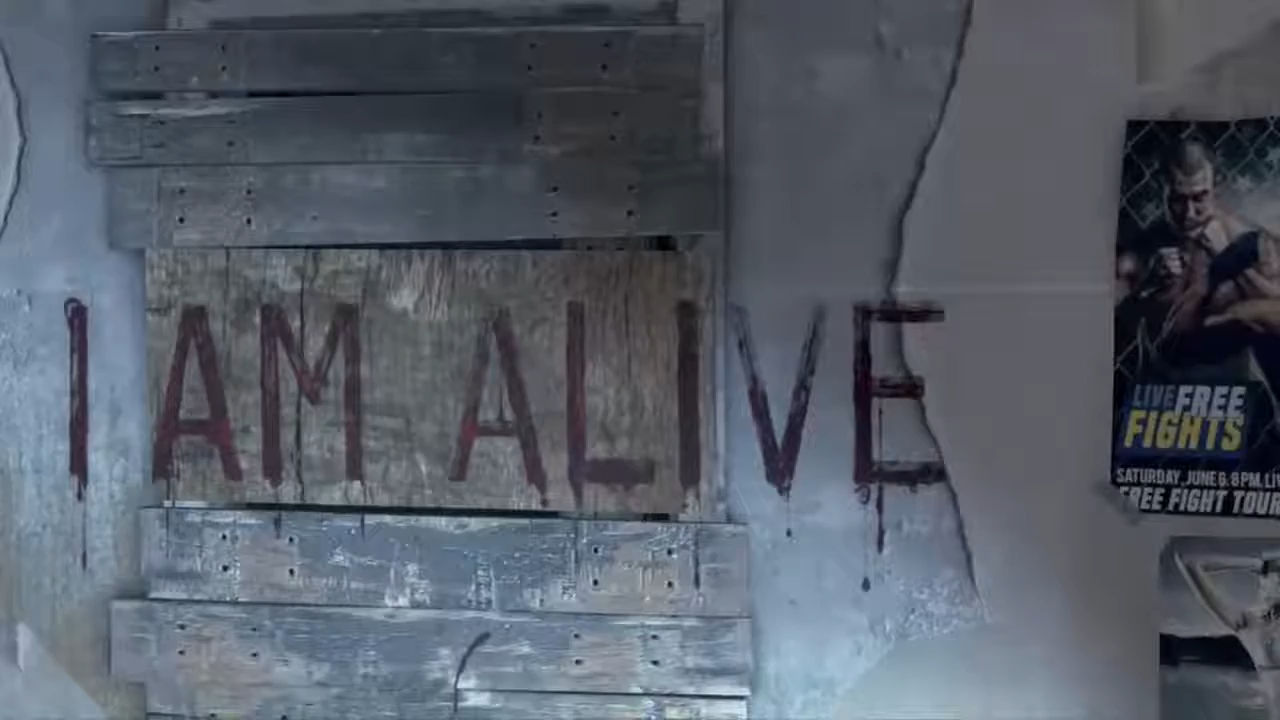 I AM ALIVE
LIVE FREE
FIGHTS
SATURDAY, JUNE 6. 8 PM. LIV
FREE FIGHT TOUR